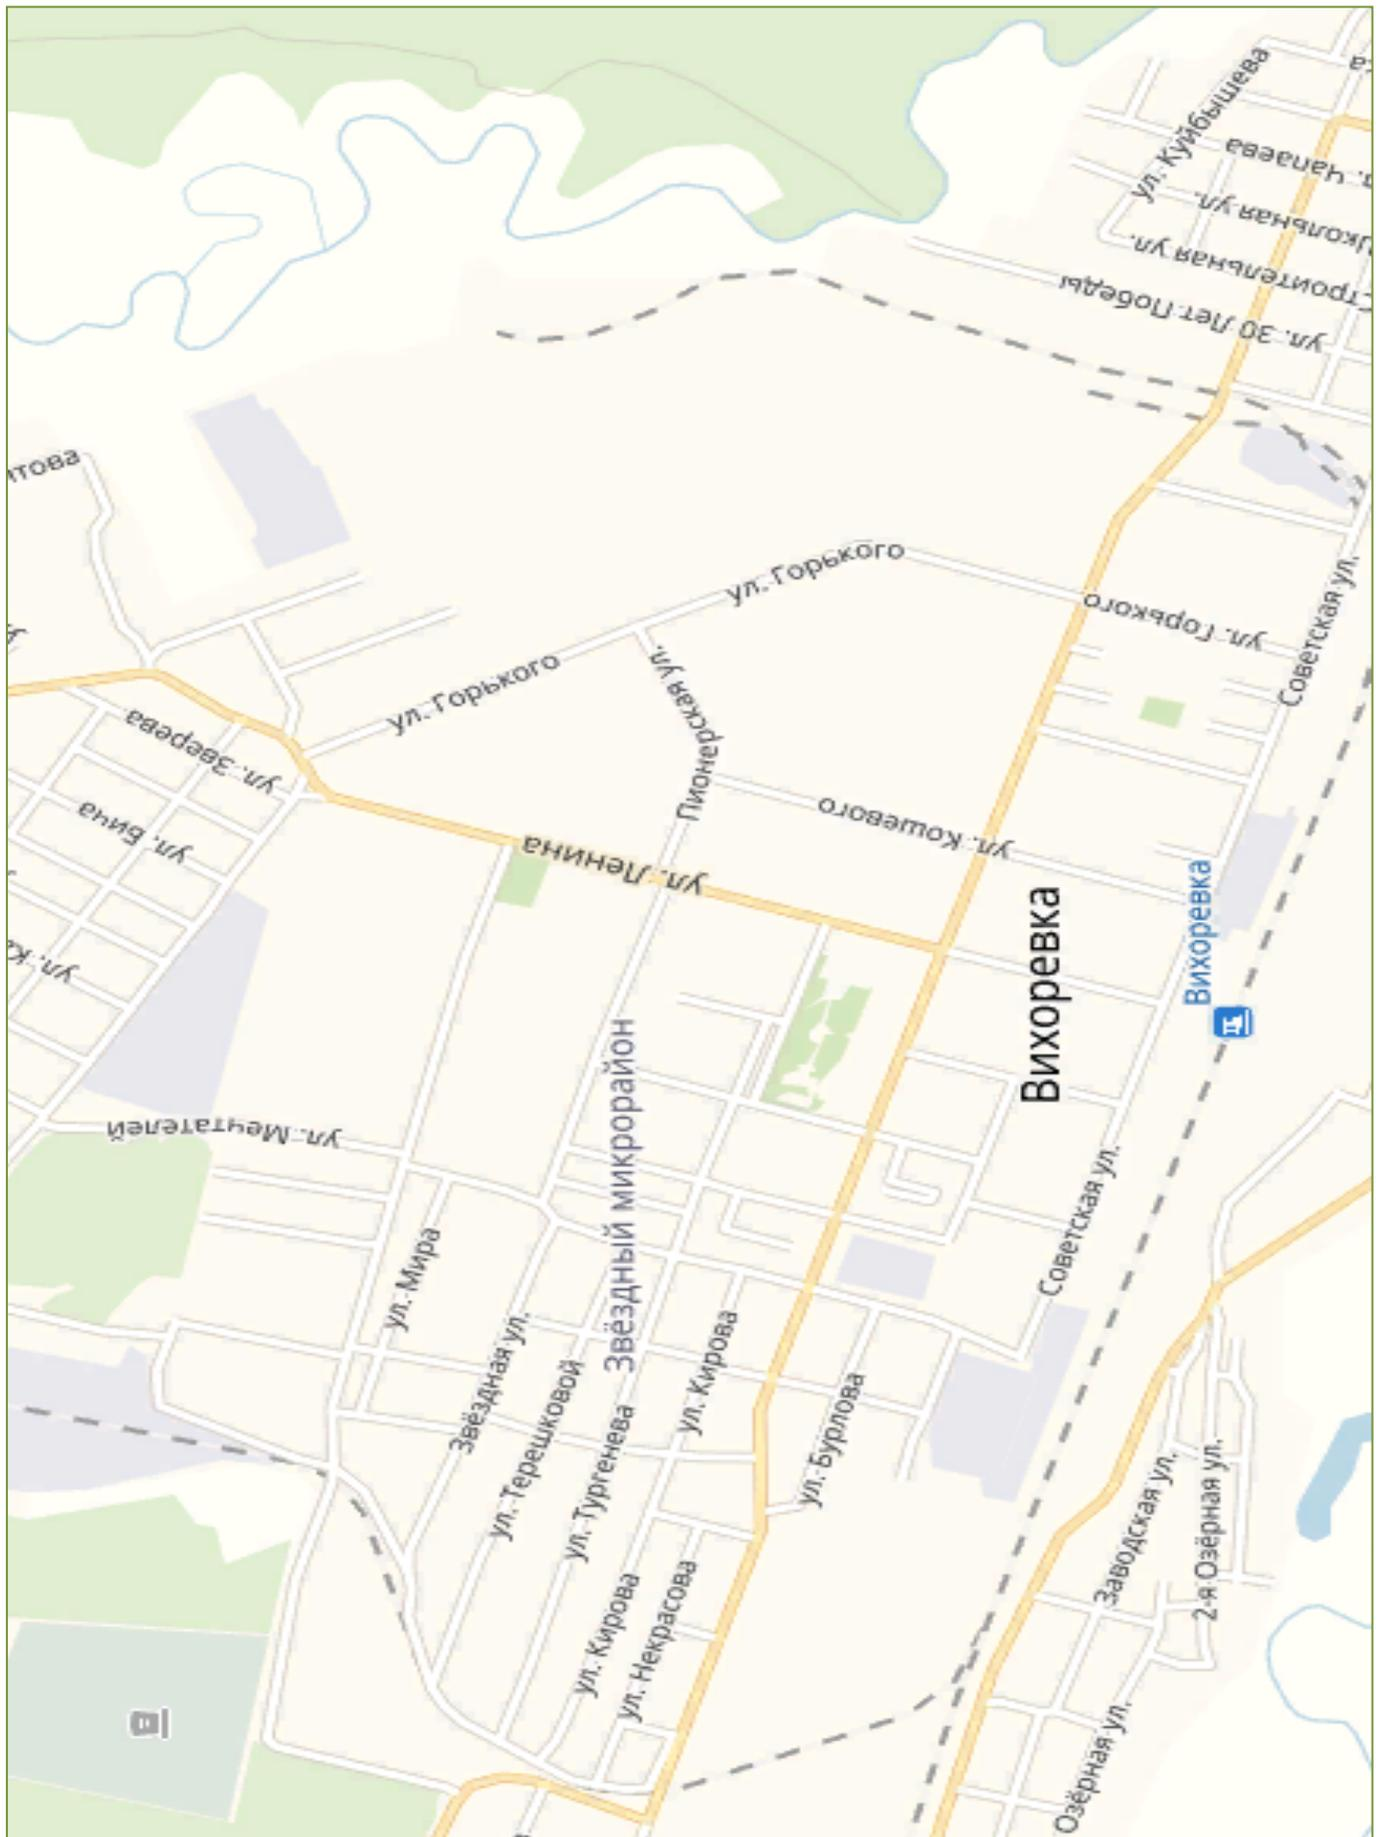 ул. Куйбышева
Чапаева
Школьная ул.
Строительная ул.
ул. 30 Лет Победы
ул. Горького
ул. Горького
ул. Горького
Советская ул.
Пионерская ул.
ул. Зверева
ул. Бича
ул. Кошевого
ул. Ленина
Вихоревка
Вихоревка
Звёздный микрорайон
ул. Мечтателей
Советская ул.
ул. Мира
Звёздная ул.
ул. Терешковой
ул. Тургенева
ул. Кирова
ул. Бурлова
ул. Кирова
ул. Некрасова
Заводская ул.
2-я Озёрная ул.
Озёрная ул.